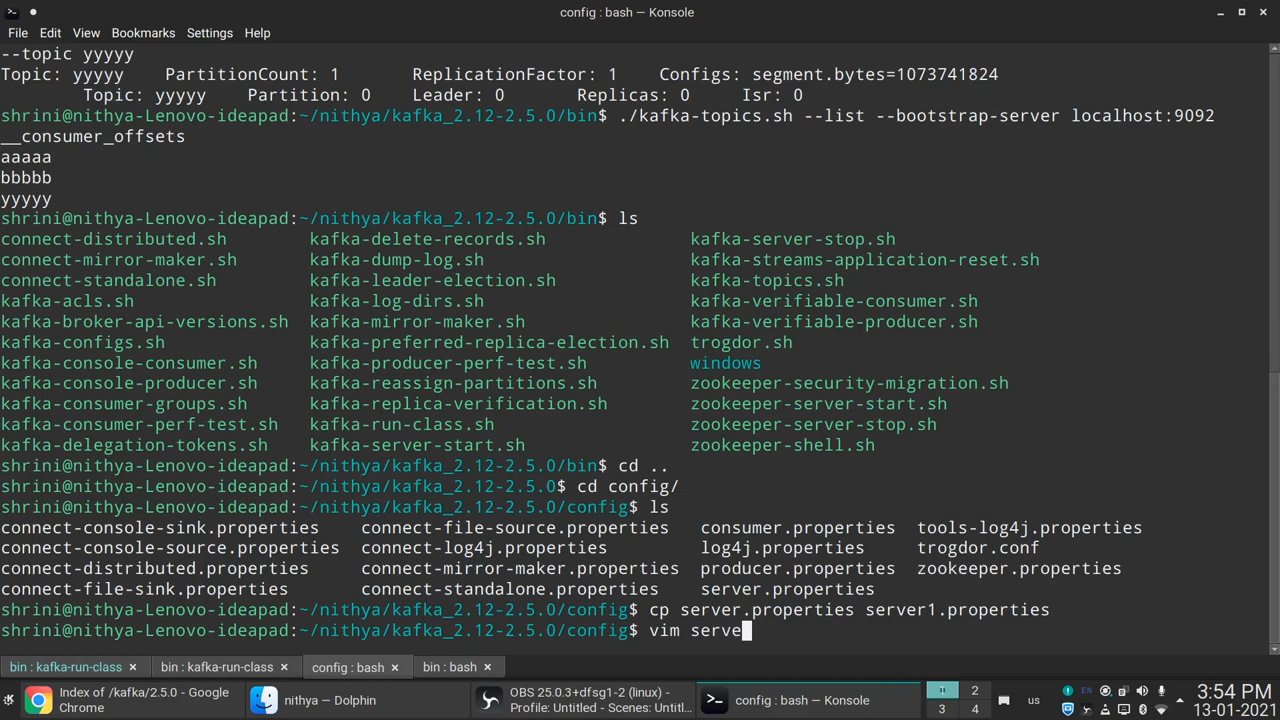 config : bash — Konsole
File Edit View Bookmarks Settings Help
--topic yyyyy
Topic: yyyyy PartitionCount: 1 ReplicationFactor: 1 Configs: segment.bytes=1073741824
Topic: yyyyy Partition: 0 Leader: 0 Replicas: 0 Isr: 0
shrini@nithya-Lenovo-ideapad:~/nithya/kafka_2.12-2.5.0/bin$ ./kafka-topics.sh --list --bootstrap-server localhost:9092
__consumer_offsets
aaaaa
bbbbb
yyyyy
shrini@nithya-Lenovo-ideapad:~/nithya/kafka_2.12-2.5.0/bin$ ls
connect-distributed.sh kafka-delete-records.sh kafka-server-stop.sh
connect-mirror-maker.sh kafka-dump-log.sh kafka-streams-application-reset.sh
connect-standalone.sh kafka-leader-election.sh kafka-topics.sh
kafka-acls.sh kafka-log-dirs.sh kafka-verifiable-consumer.sh
kafka-broker-api-versions.sh kafka-mirror-maker.sh kafka-verifiable-producer.sh
kafka-configs.sh kafka-preferred-replica-election.sh trogdor.sh
kafka-console-consumer.sh kafka-producer-perf-test.sh windows
kafka-console-producer.sh kafka-reassign-partitions.sh zookeeper-security-migration.sh
kafka-consumer-groups.sh kafka-replica-verification.sh zookeeper-server-start.sh
kafka-consumer-perf-test.sh kafka-run-class.sh zookeeper-server-stop.sh
kafka-delegation-tokens.sh kafka-server-start.sh zookeeper-shell.sh
shrini@nithya-Lenovo-ideapad:~/nithya/kafka_2.12-2.5.0/bin$ cd ..
shrini@nithya-Lenovo-ideapad:~/nithya/kafka_2.12-2.5.0$ cd config/
shrini@nithya-Lenovo-ideapad:~/nithya/kafka_2.12-2.5.0/config$ ls
connect-console-sink.properties connect-file-source.properties consumer.properties tools-log4j.properties
connect-console-source.properties connect-log4j.properties log4j.properties trogdor.conf
connect-distributed.properties connect-mirror-maker.properties producer.properties zookeeper.properties
connect-file-sink.properties connect-standalone.properties server.properties
shrini@nithya-Lenovo-ideapad:~/nithya/kafka_2.12-2.5.0/config$ cp server.properties server1.properties
shrini@nithya-Lenovo-ideapad:~/nithya/kafka_2.12-2.5.0/config$ vim serve
bin : kafka-run-class bin : kafka-run-class config : bash bin : bash
Index of /kafka/2.5.0 - Google Chrome
nithya — Dolphin
OBS 25.0.3+dfsg1-2 (linux) - Profile: Untitled - Scenes: Untitl...
config : bash — Konsole
1 2 3 4
EN
us
3:54 PM
13-01-2021